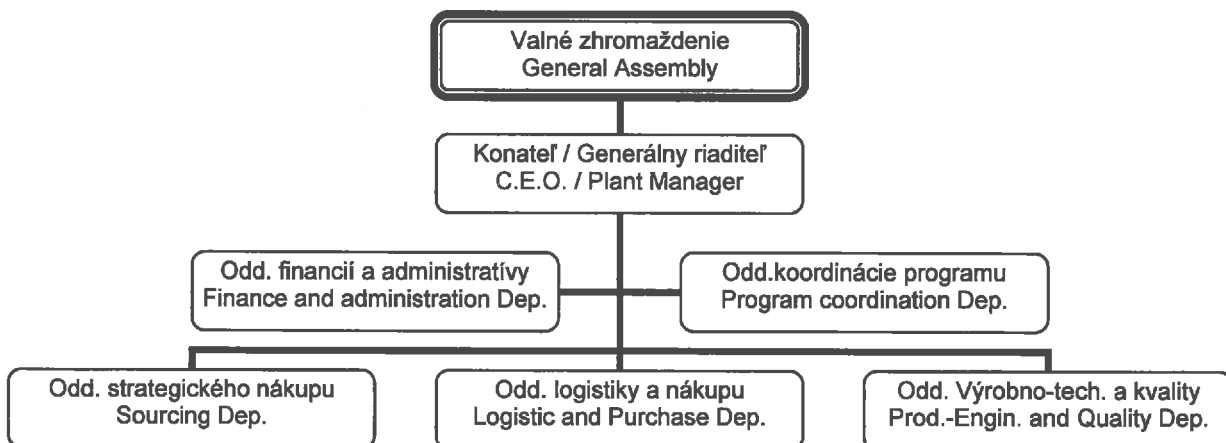 Valné zhromaždenie
General Assembly
Konateľ / Generálny riaditeľ
C.E.O. / Plant Manager
Odd. financií a administratívy
Finance and administration Dep.
Odd.koordinácie programu
Program coordination Dep.
Odd. strategického nákupu
Sourcing Dep.
Odd. logistiky a nákupu
Logistic and Purchase Dep.
Odd. Výrobno-tech. a kvality
Prod.-Engin. and Quality Dep.